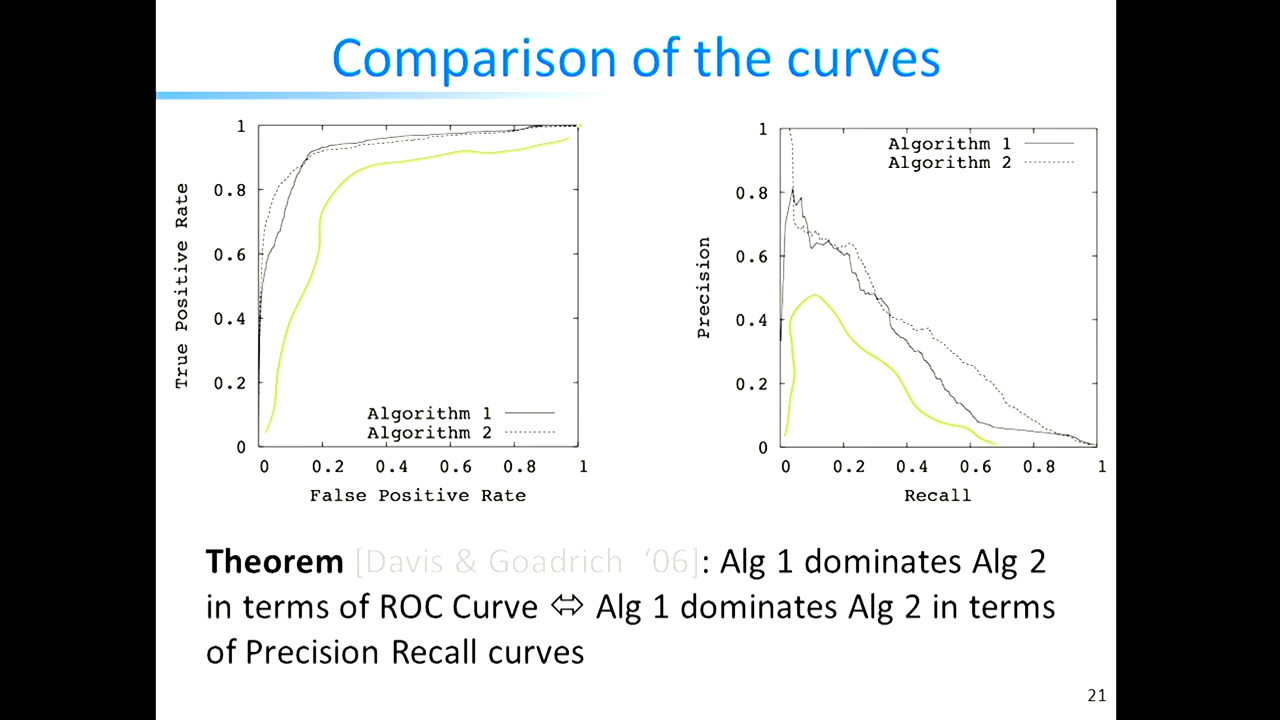 Comparison of the curves
True Positive Rate
1
0.8
0.6
0.4
0.2
0
Algorithm 1
Algorithm 2
0 0.2 0.4 0.6 0.8 1
False Positive Rate
Precision
1
0.8
0.6
0.4
0.2
0
Algorithm 1
Algorithm 2
0 0.2 0.4 0.6 0.8 1
Recall
Theorem [Davis & Goadrich ‘06]: Alg 1 dominates Alg 2
in terms of ROC Curve ⇔ Alg 1 dominates Alg 2 in terms
of Precision Recall curves
21